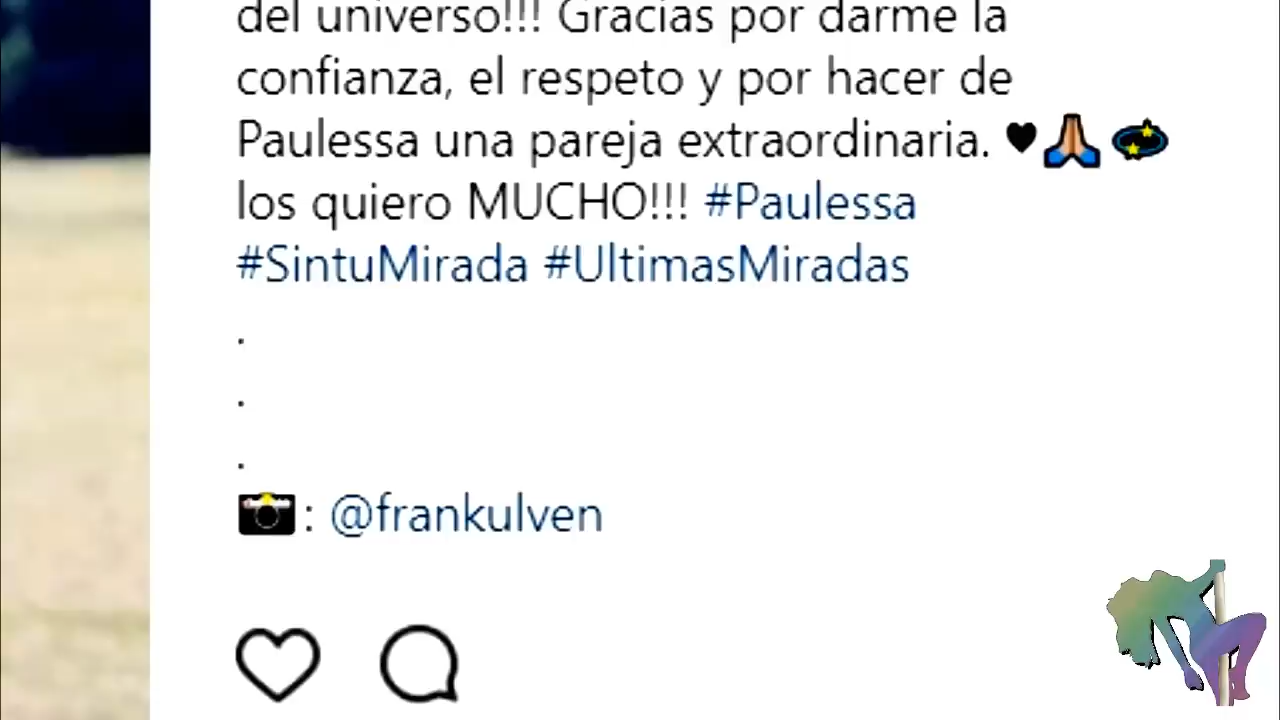 del universo!!! Gracias por darme la
confianza, el respeto y por hacer de
Paulessa una pareja extraordinaria. 🖤🙏💫
los quiero MUCHO!!! #Paulessa
#SintuMirada #UltimasMiradas
.
.
.
📸: @frankulven